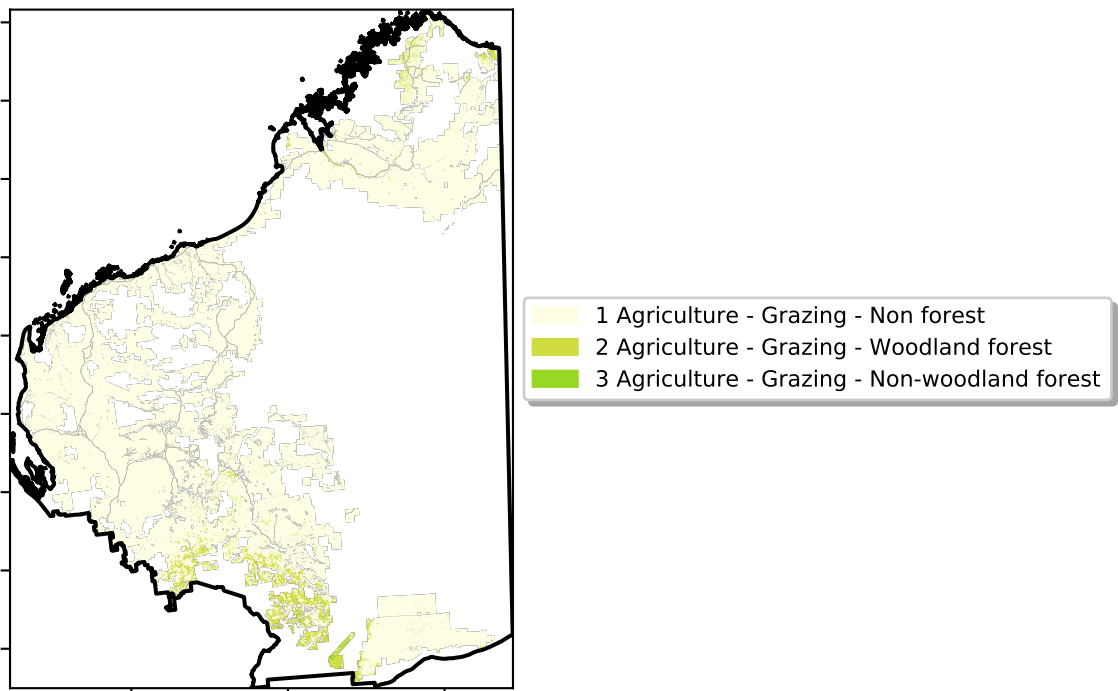 1 Agriculture - Grazing - Non forest
2 Agriculture - Grazing - Woodland forest
3 Agriculture - Grazing - Non-woodland forest